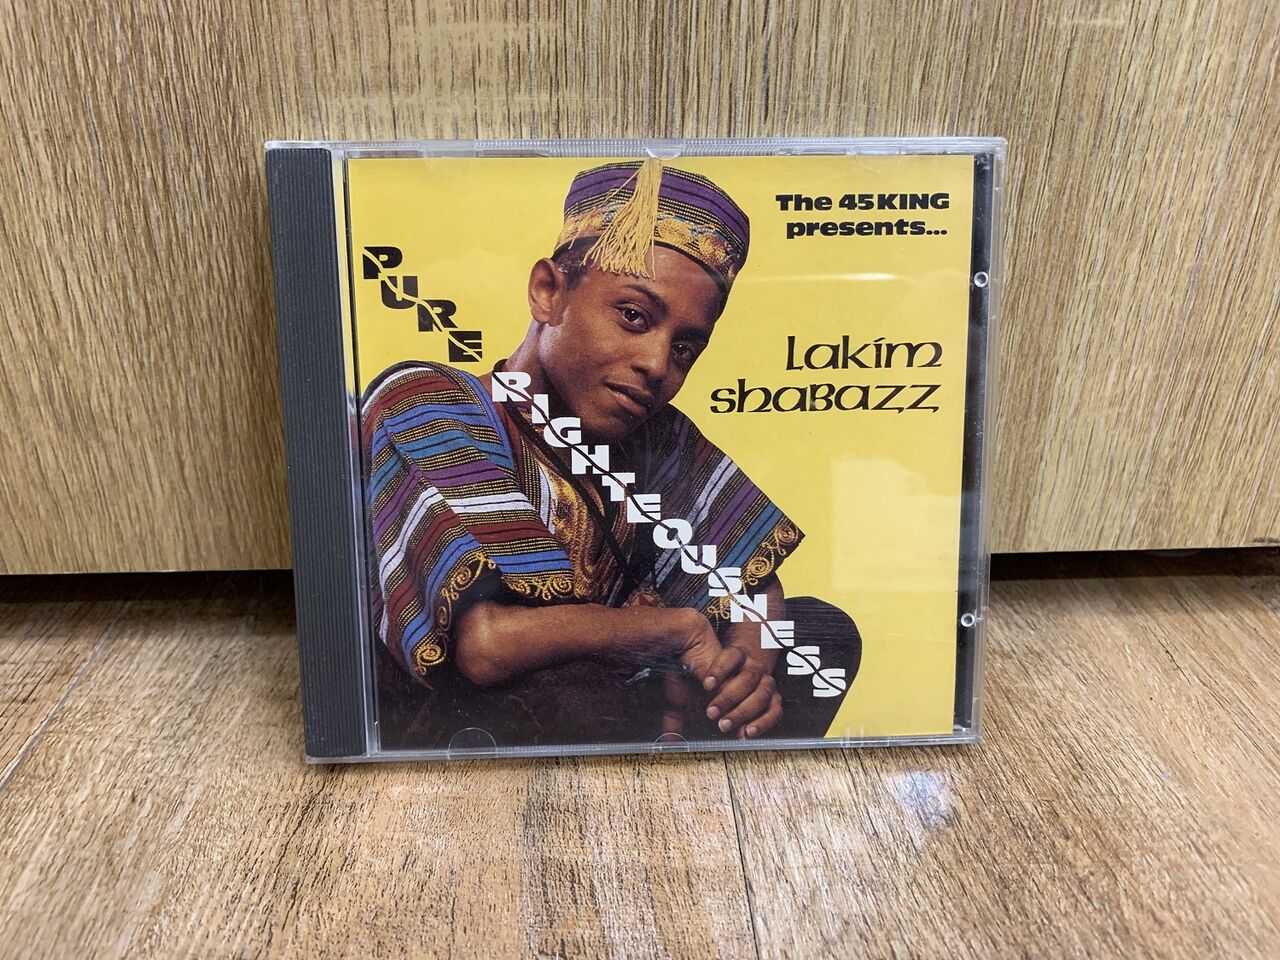 The 45 KING
presents...
PURE
RIGHTEOUSNESS
Lakim
shabazz